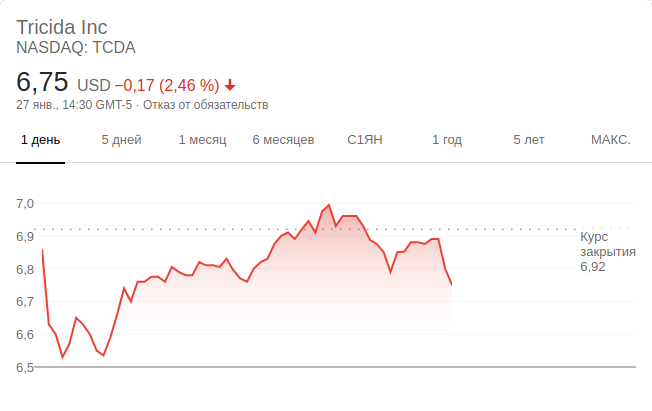 Tricida Inc
NASDAQ: TCDA
6,75 USD −0,17 (2,46 %)
27 янв., 14:30 GMT-5 · Отказ от обязательств
1 день 5 дней 1 месяц 6 месяцев С1ЯН 1 год 5 лет МАКС.
7,0
6,9
Курс
закрытия
6,92
6,8
6,7
6,6
6,5